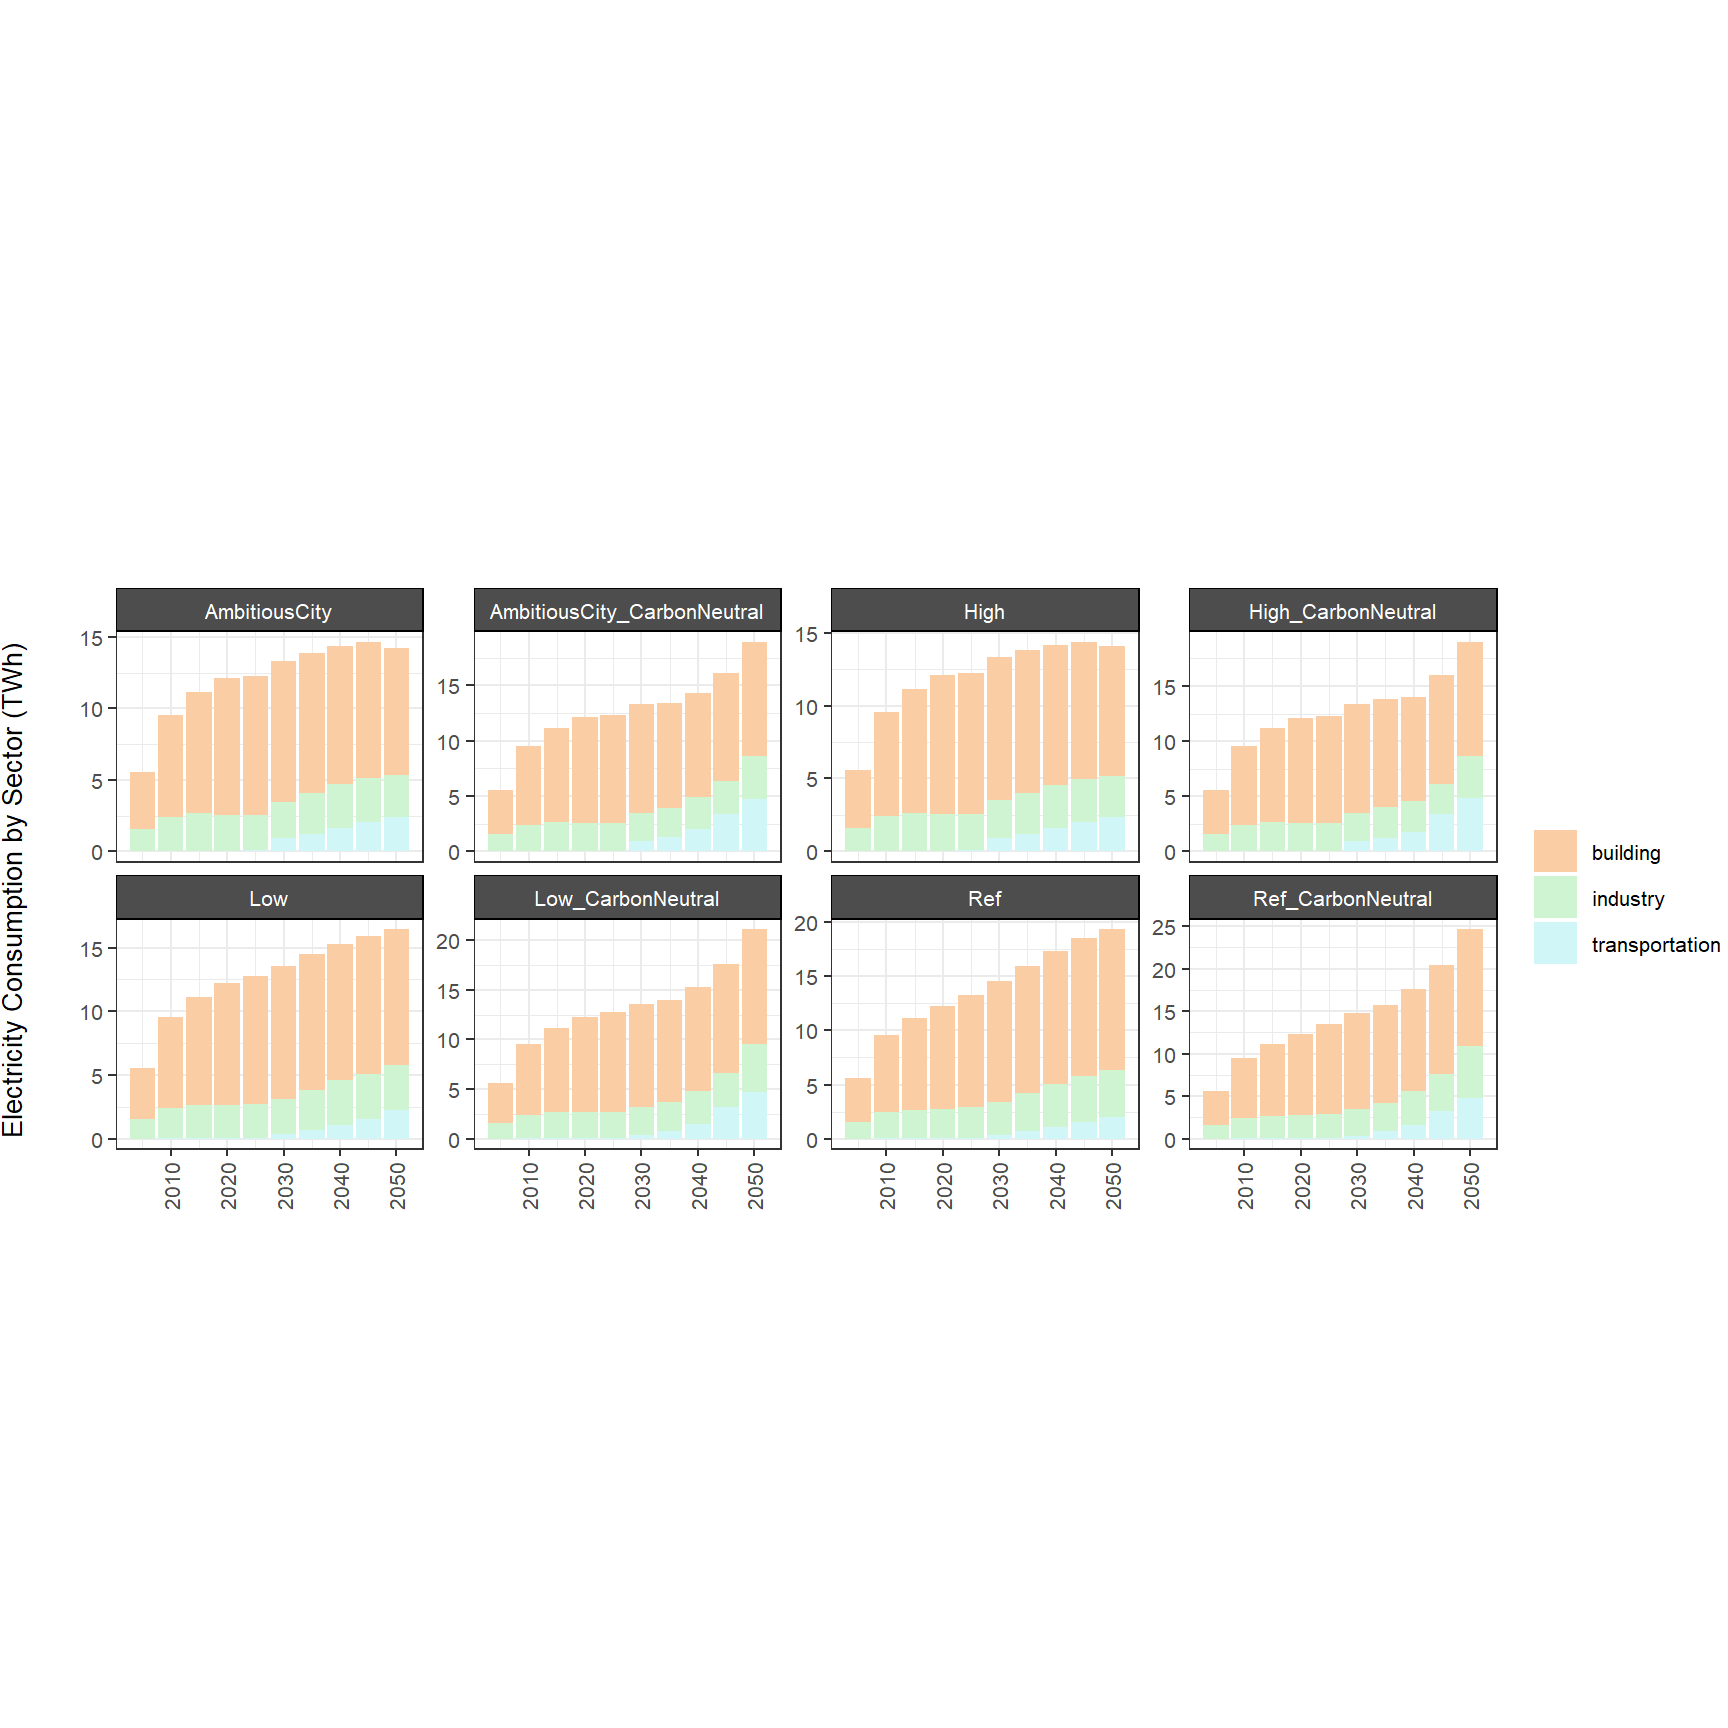 Electricity Consumption by Sector (TWh)
AmbitiousCity
AmbitiousCity_CarbonNeutral
High
High_CarbonNeutral
15
10
5
0
15
10
5
0
15
10
5
0
15
10
5
0
Low
Low_CarbonNeutral
Ref
Ref_CarbonNeutral
15
10
5
0
20
15
10
5
0
20
15
10
5
0
25
20
15
10
5
0
2010 2020 2030 2040 2050
2010 2020 2030 2040 2050
2010 2020 2030 2040 2050
2010 2020 2030 2040 2050
building
industry
transportation